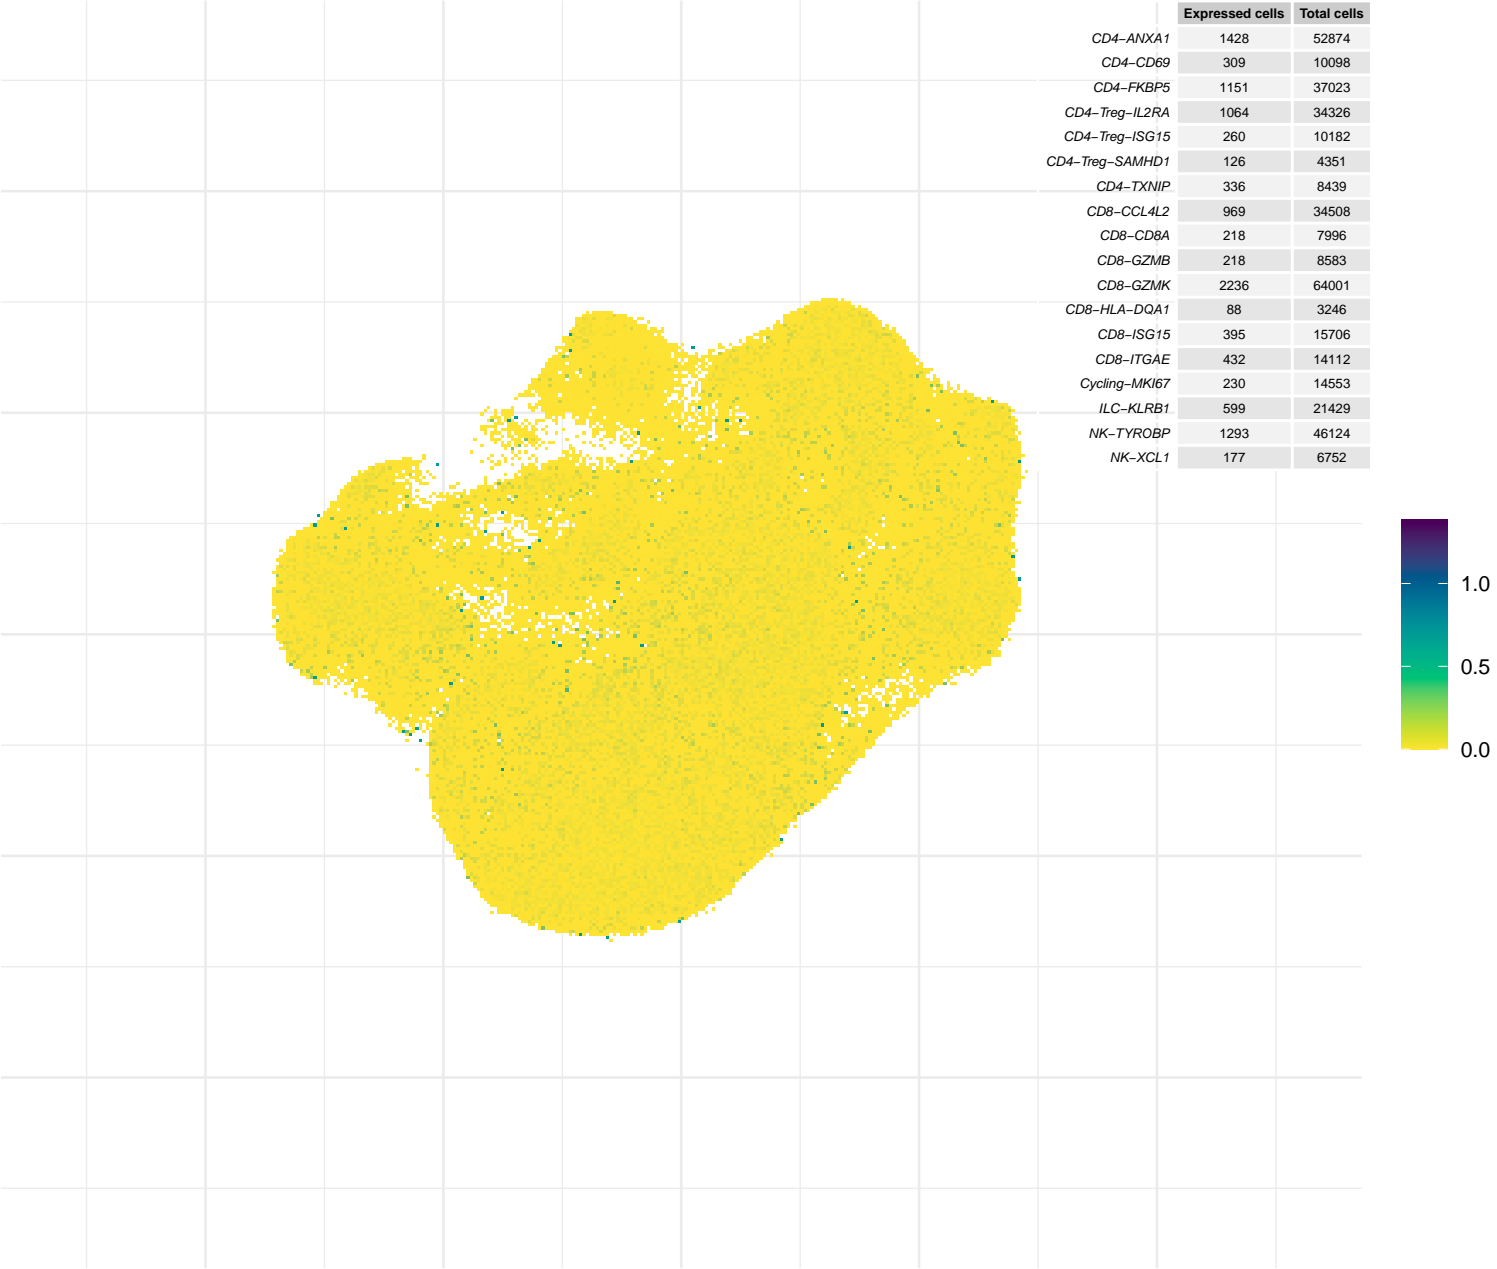 Expressed cells Total cells
CD4−ANXA1 1428 52874
CD4−CD69 309 10098
CD4−FKBP5 1151 37023
CD4−Treg−IL2RA 1064 34326
CD4−Treg−ISG15 260 10182
CD4−Treg−SAMHD1 126 4351
CD4−TXNIP 336 8439
CD8−CCL4L2 969 34508
CD8−CD8A 218 7996
CD8−GZMB 218 8583
CD8−GZMK 2236 64001
CD8−HLA−DQA1 88 3246
CD8−ISG15 395 15706
CD8−ITGAE 432 14112
Cycling−MKI67 230 14553
ILC−KLRB1 599 21429
NK−TYROBP 1293 46124
NK−XCL1 177 6752
1.0
0.5
0.0